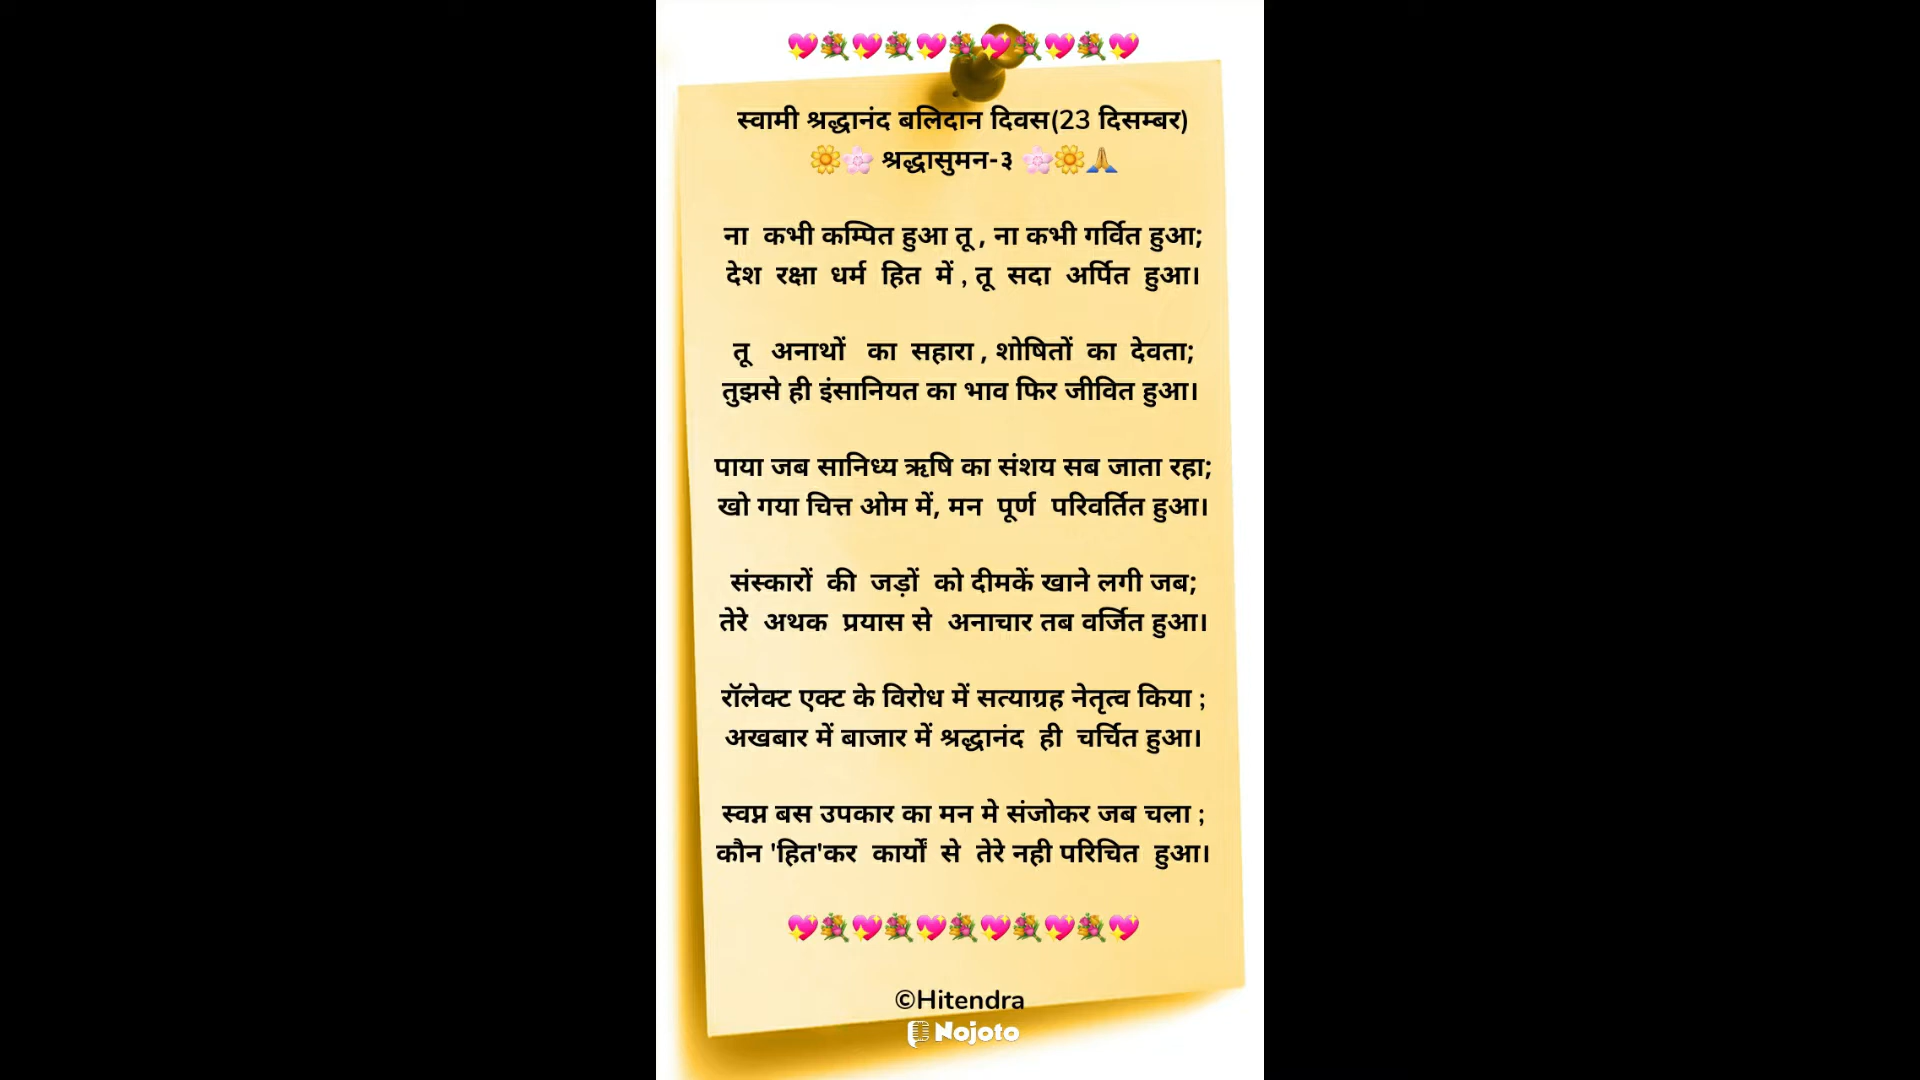 💖💐💖💐💖💐💖💐💖💐💖
स्वामी श्रद्धानंद बलिदान दिवस(23 दिसम्बर)
🌼🌸 श्रद्धासुमन-३ 🌸🌼🙏
ना कभी कम्पित हुआ तू , ना कभी गर्वित हुआ;
देश रक्षा धर्म हित में , तू सदा अर्पित हुआ।
तू अनाथों का सहारा , शोषितों का देवता;
तुझसे ही इंसानियत का भाव फिर जीवित हुआ।
पाया जब सानिध्य ऋषि का संशय सब जाता रहा;
खो गया चित्त ओम में, मन पूर्ण परिवर्तित हुआ।
संस्कारों की जड़ों को दीमकें खाने लगी जब;
तेरे अथक प्रयास से अनाचार तब वर्जित हुआ।
रॉलेक्ट एक्ट के विरोध में सत्याग्रह नेतृत्व किया ;
अखबार में बाजार में श्रद्धानंद ही चर्चित हुआ।
स्वप्न बस उपकार का मन मे संजोकर जब चला ;
कौन 'हित'कर कार्यों से तेरे नही परिचित हुआ।
💖💐💖💐💖💐💖💐💖💐💖
©Hitendra
Nojoto